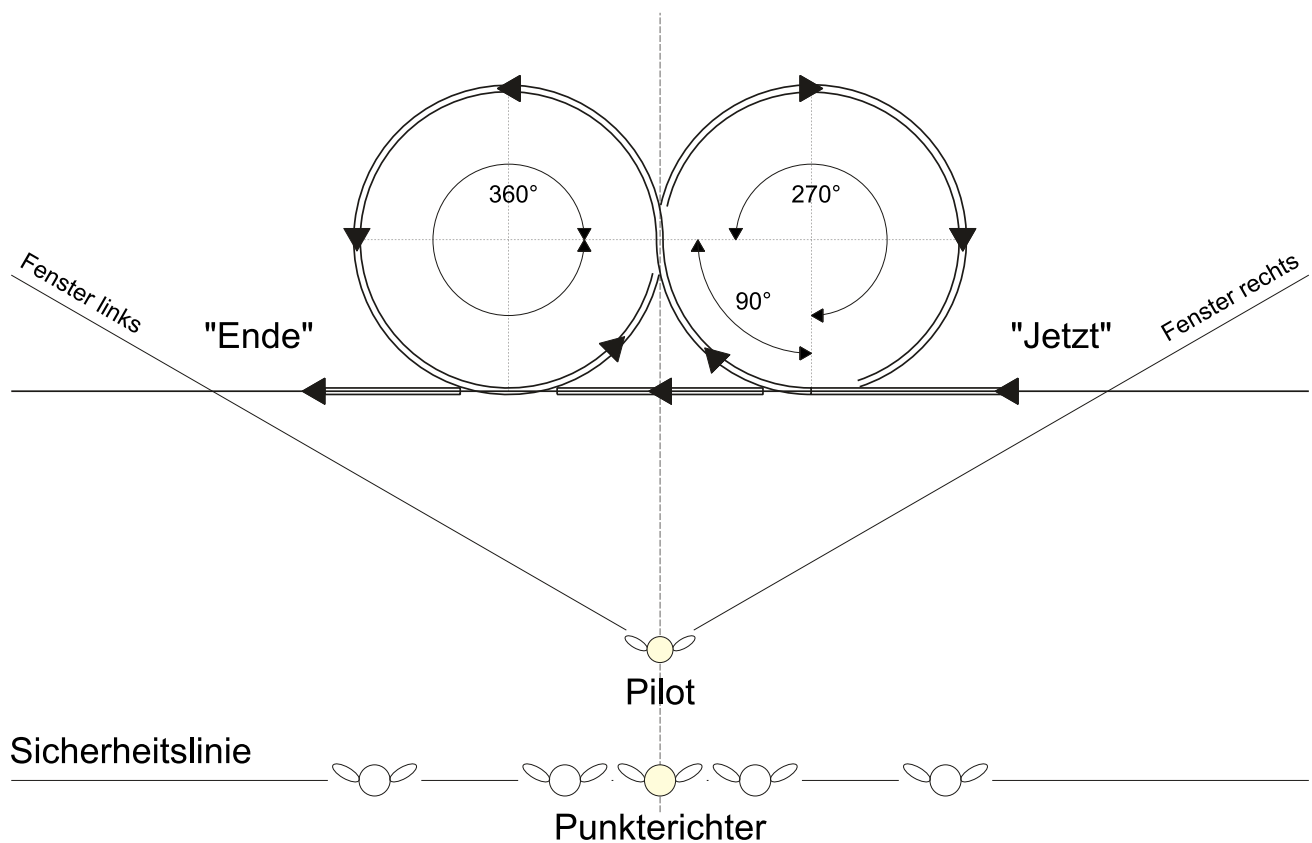 360°
270°
90°
Fenster links
Fenster rechts
"Ende"
"Jetzt"
Pilot
Sicherheitslinie
Punkterichter